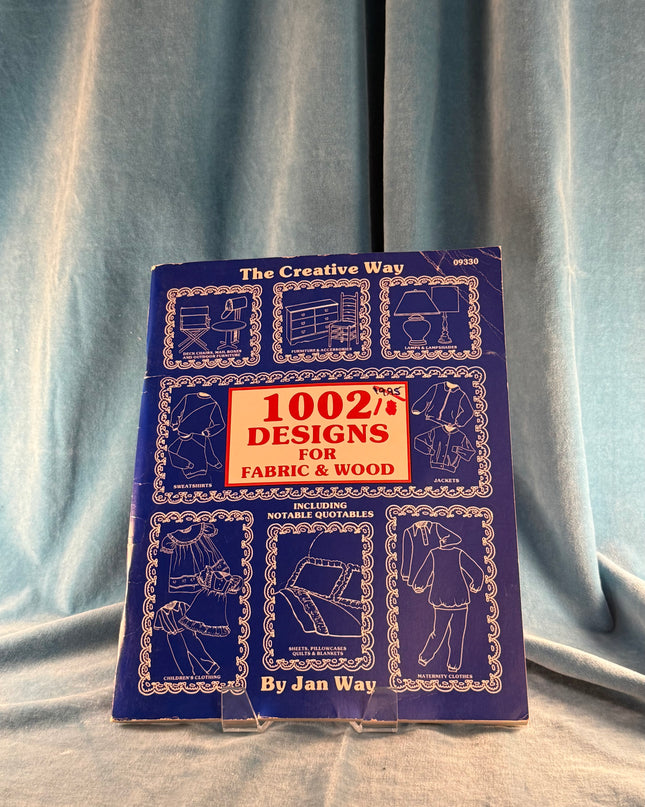 The Creative Way
09330
DECK CHAIRS, MAIL BOXES
AND OUTDOOR FURNITURE
FURNITURE & ACCESSORIES
LAMPS & LAMPSHADES
1002
DESIGNS
FOR
FABRIC & WOOD
SWEATSHIRTS
JACKETS
INCLUDING
NOTABLE QUOTABLES
CHILDREN'S CLOTHING
SHEETS, PILLOWCASES
QUILTS & BLANKETS
MATERNITY CLOTHES
By Jan Way